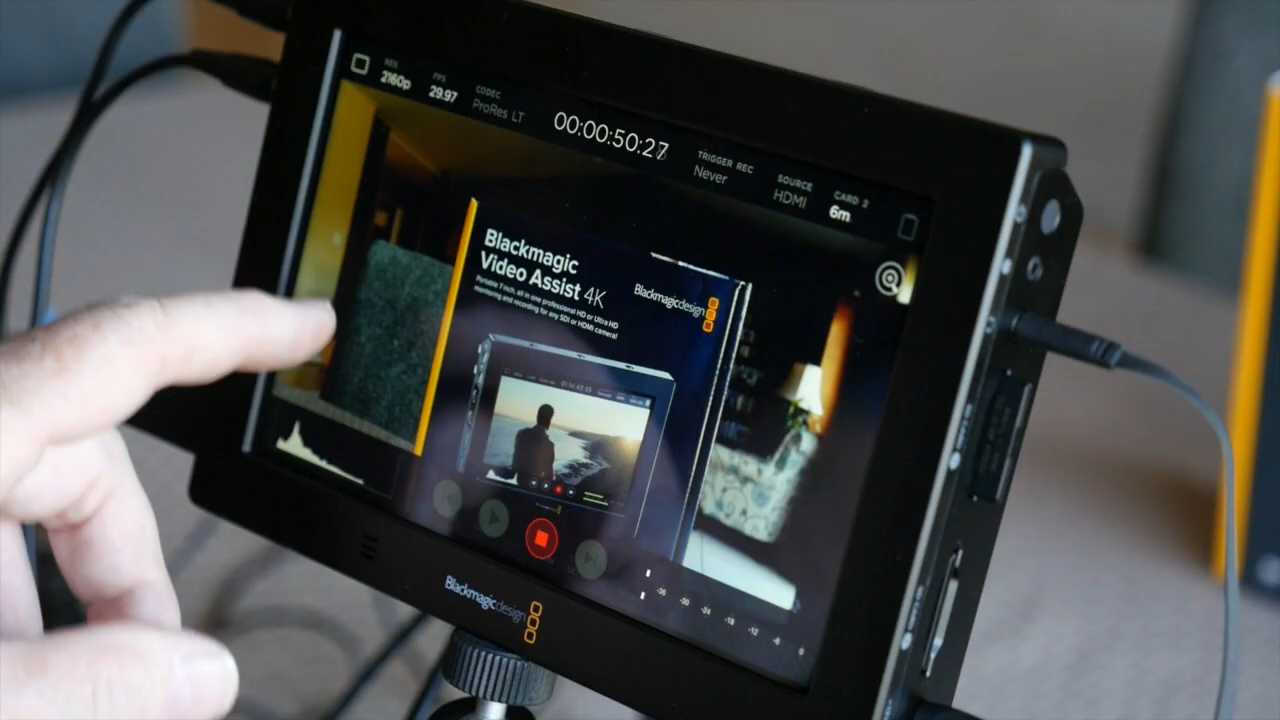 RES
2160p
FPS
29.97
CODEC
ProRes LT
00:00:50:27
TRIGGER REC
Never
SOURCE
HDMI
CARD 2
6m
Blackmagic
Video Assist 4K
Portable 7 inch, all in one professional HD or Ultra HD
monitoring and recording for any SDI or HDMI camera!
Blackmagicdesign
-36 -30 -24 -18 -12 -6 0
Blackmagicdesign